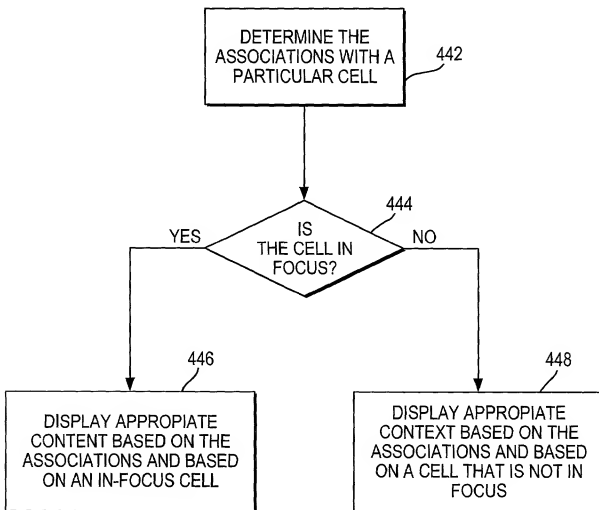 DETERMINE THE
ASSOCIATIONS WITH A
PARTICULAR CELL
442
444
IS
THE CELL IN
FOCUS?
YES
NO
446
DISPLAY APPROPIATE
CONTENT BASED ON THE
ASSOCIATIONS AND BASED
ON AN IN-FOCUS CELL
448
DISPLAY APPROPIATE
CONTEXT BASED ON THE
ASSOCIATIONS AND BASED
ON A CELL THAT IS NOT IN
FOCUS